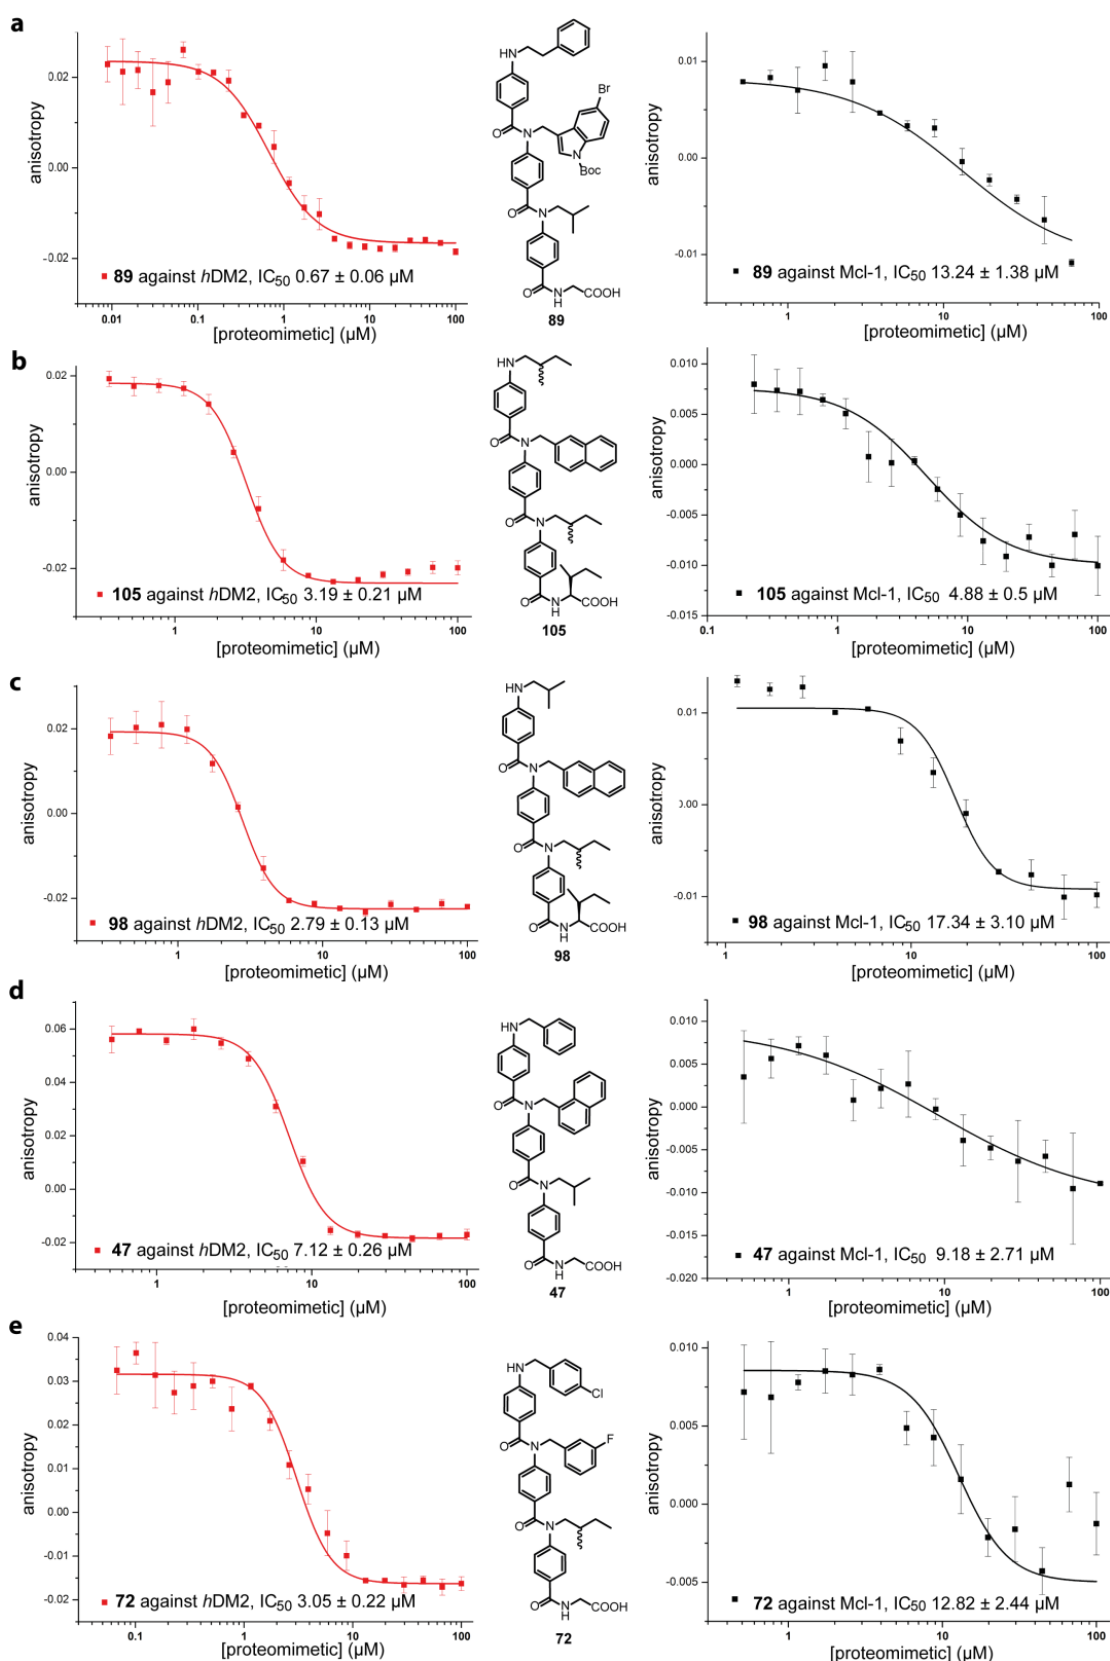 a
anisotropy
0.02
0.00
-0.02
89 against hDM2, IC50 0.67 ± 0.06 µM
0.01
0.1
1
10
100
[proteomimetic] (µM)
HN
O
N
Br
N
Boc
O
N
O
N
H
COOH
89
anisotropy
0.01
0.00
-0.01
89 against Mcl-1, IC50 13.24 ± 1.38 µM
1
10
100
[proteomimetic] (µM)
b
anisotropy
0.02
0.00
-0.02
105 against hDM2, IC50 3.19 ± 0.21 µM
1
10
100
[proteomimetic] (µM)
HN
O
N
O
N
O
N
H
COOH
105
anisotropy
0.010
0.005
0.000
-0.005
-0.010
-0.015
105 against Mcl-1, IC50 4.88 ± 0.5 µM
0.1
1
10
100
[proteomimetic] (µM)
c
anisotropy
0.02
0.00
-0.02
98 against hDM2, IC50 2.79 ± 0.13 µM
1
10
100
[proteomimetic] (µM)
HN
O
N
O
N
O
N
H
COOH
98
anisotropy
0.01
0.00
-0.01
98 against Mcl-1, IC50 17.34 ± 3.10 µM
1
10
100
[proteomimetic] (µM)
d
anisotropy
0.06
0.04
0.02
0.00
-0.02
47 against hDM2, IC50 7.12 ± 0.26 µM
1
10
100
[proteomimetic] (µM)
HN
O
N
O
N
O
N
H
COOH
47
anisotropy
0.010
0.005
0.000
-0.005
-0.010
-0.015
-0.020
47 against Mcl-1, IC50 9.18 ± 2.71 µM
1
10
100
[proteomimetic] (µM)
e
anisotropy
0.04
0.03
0.02
0.01
0.00
-0.01
-0.02
72 against hDM2, IC50 3.05 ± 0.22 µM
0.1
1
10
100
[proteomimetic] (µM)
HN
Cl
O
N
F
O
N
O
N
H
COOH
72
anisotropy
0.010
0.005
0.000
-0.005
72 against Mcl-1, IC50 12.82 ± 2.44 µM
1
10
100
[proteomimetic] (µM)